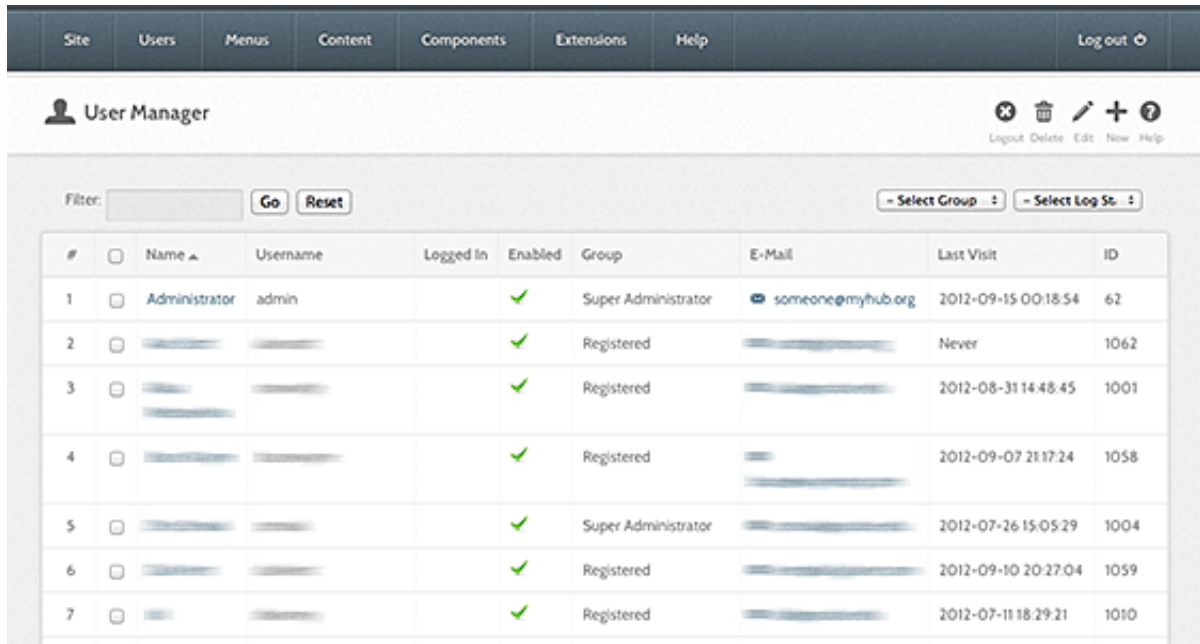 Site Users Menus Content Components Extensions Help Log out
User Manager
Logout Delete Edit New Help
Filter: Go Reset - Select Group - Select Log St.
# Name Username Logged In Enabled Group E-Mail Last Visit ID
1 Administrator admin Super Administrator someone@myhub.org 2012-09-15 00:18:54 62
2 Registered Never 1062
3 Registered 2012-08-31 14:48:45 1001
4 Registered 2012-09-07 21:17:24 1058
5 Super Administrator 2012-07-26 15:05:29 1004
6 Registered 2012-09-10 20:27:04 1059
7 Registered 2012-07-11 18:29:21 1010